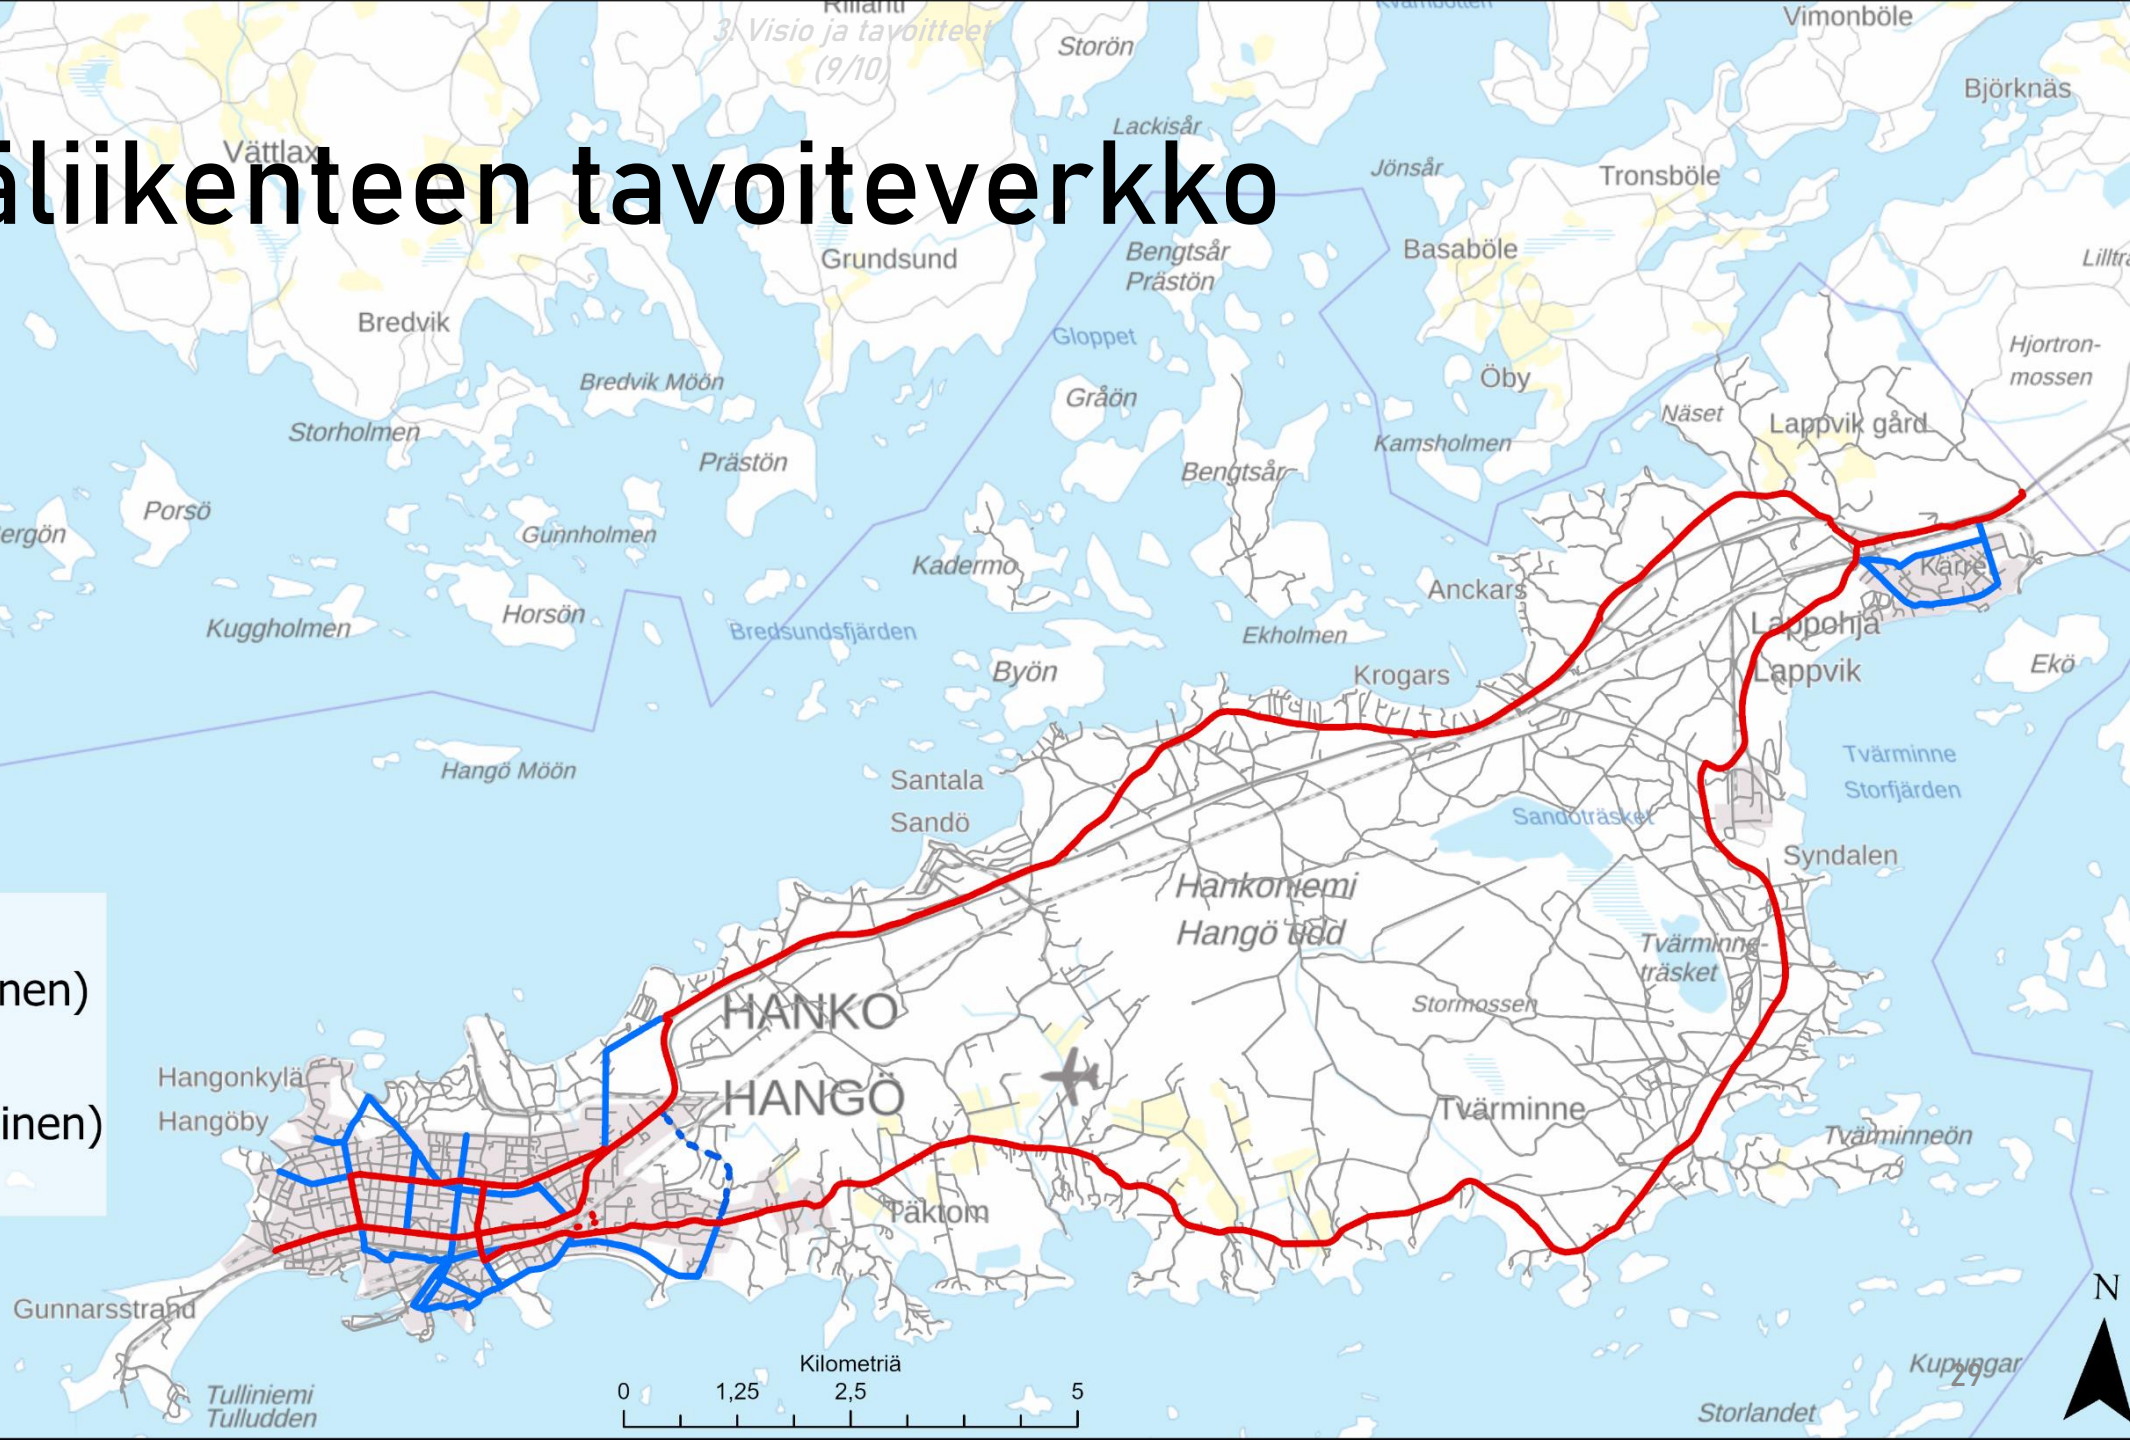 3. Visio ja tavoitteet
(9/10)
Vimonböle
Storön
Björknäs
Lackisår
Vättlax
äliikenteen tavoiteverkko
Jönsår
Tronsböle
Bengtsår
Prästön
Basaböle
Grundsund
Bredvik
Gloppet
Hjortron-
mossen
Bredvik Möön
Gråön
Öby
Näset
Lappvik gård
Storholmen
Kamsholmen
Prästön
Bengtsår
Porsö
ergön
Gunnholmen
Kadermo
Kärret
Anckars
Horsön
Kuggholmen
Bredsundsfjärden
Ekholmen
Lappohja
Lappvik
Byön
Krogars
Ekö
Hangö Möön
Santala
Sandö
Tvärminne
Storfjärden
Sandöträsket
Syndalen
Hankoniemi
Hangö udd
Tvärminne-
träsket
nen)
HANKO
HANGÖ
Stormossen
Hangonkylä
Hangöby
inen)
Tvärminne
Tvärminneön
Täktom
Gunnarsstrand
N
Kilometriä
0 1,25 2,5 5
Kupungar
29
Tulliniemi
Tulludden
Storlandet